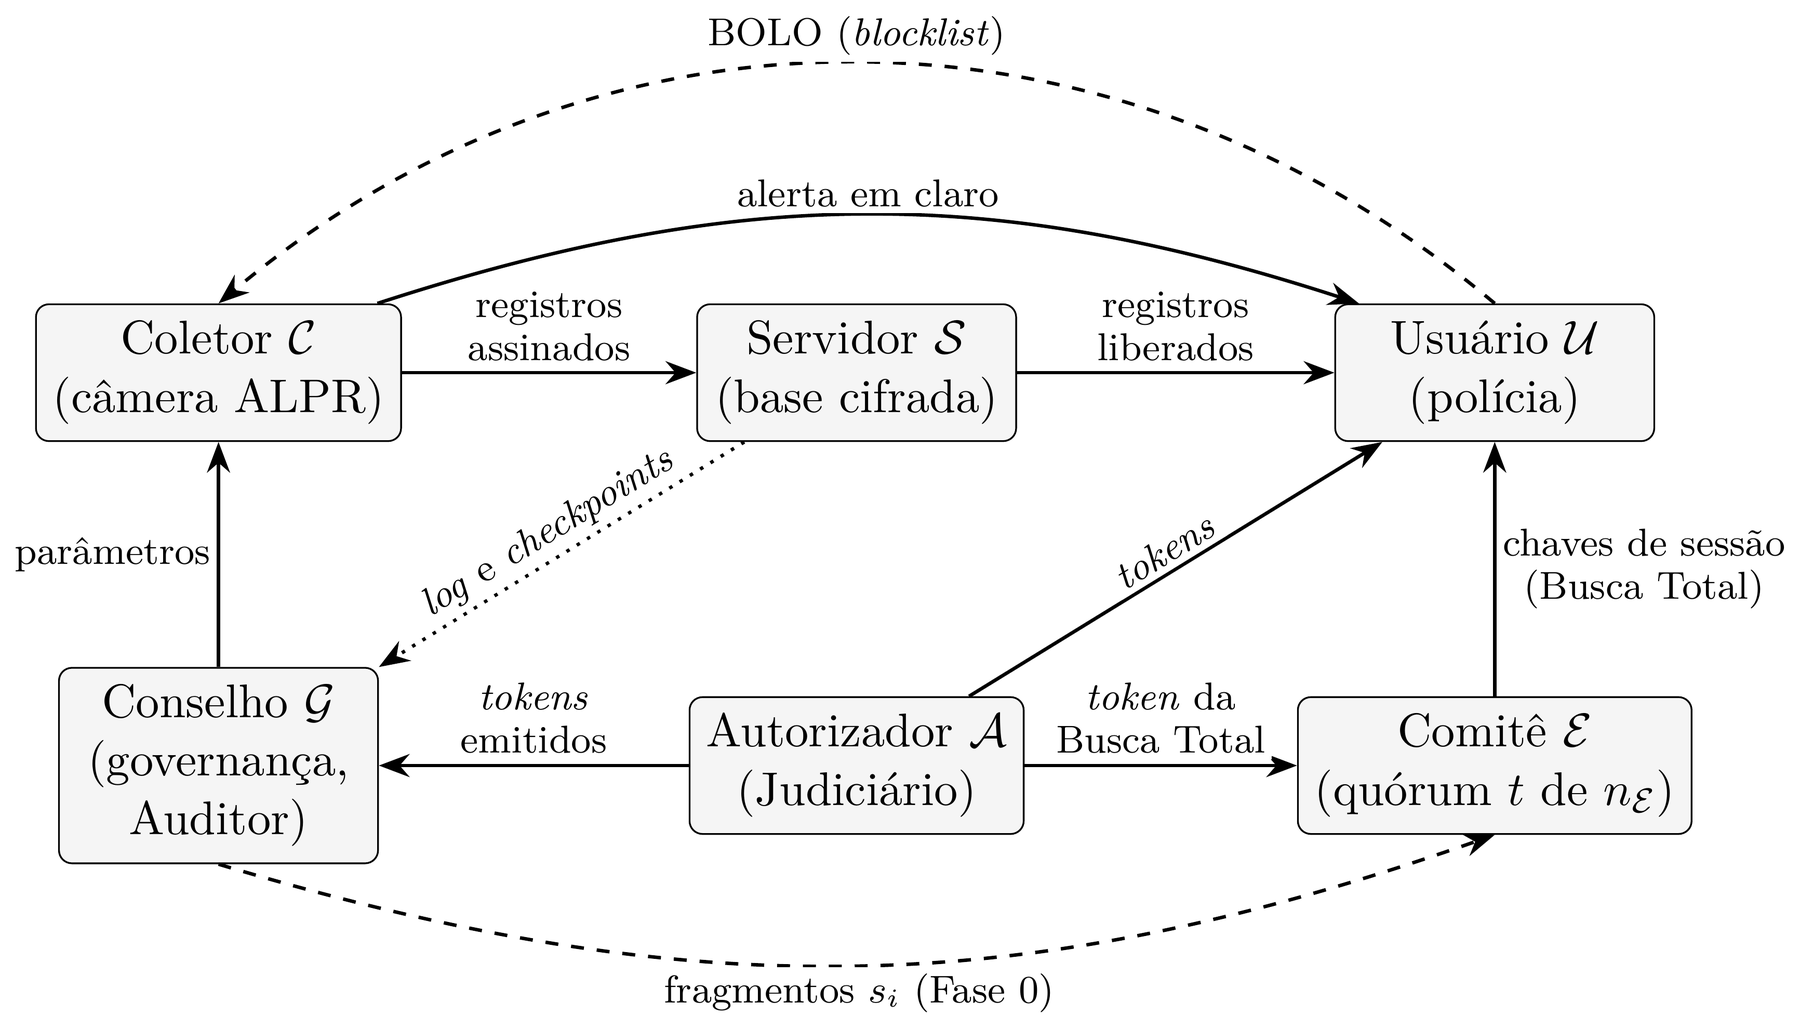 BOLO (blocklist)
alerta em claro
registros
assinados
registros
liberados
Coletor 𝒞
(câmera ALPR)
Servidor 𝒮
(base cifrada)
Usuário 𝒰
(polícia)
log e checkpoints
tokens
parâmetros
chaves de sessão
(Busca Total)
Conselho 𝒢
(governança,
Auditor)
tokens
emitidos
Autorizador 𝒜
(Judiciário)
token da
Busca Total
Comitê ℰ
(quórum t de n_ℰ)
fragmentos s_i (Fase 0)